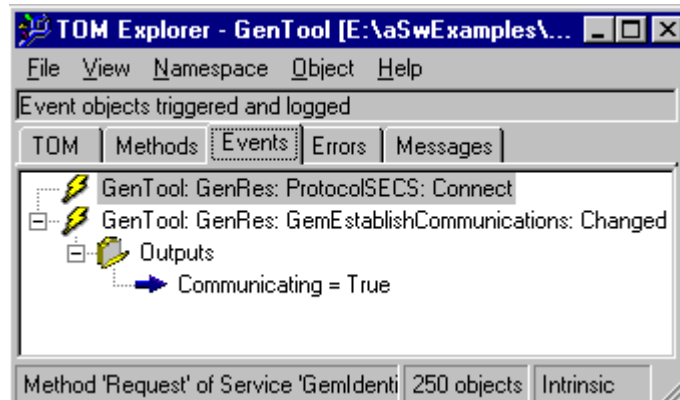 TOM Explorer - GenTool [E:\aSwExamples\...
File View Namespace Object Help
Event objects triggered and logged
TOM Methods Events Errors Messages
GenTool: GenRes: ProtocolSECS: Connect
GenTool: GenRes: GemEstablishCommunications: Changed
Outputs
Communicating = True
Method 'Request' of Service 'GemIdenti 250 objects Intrinsic